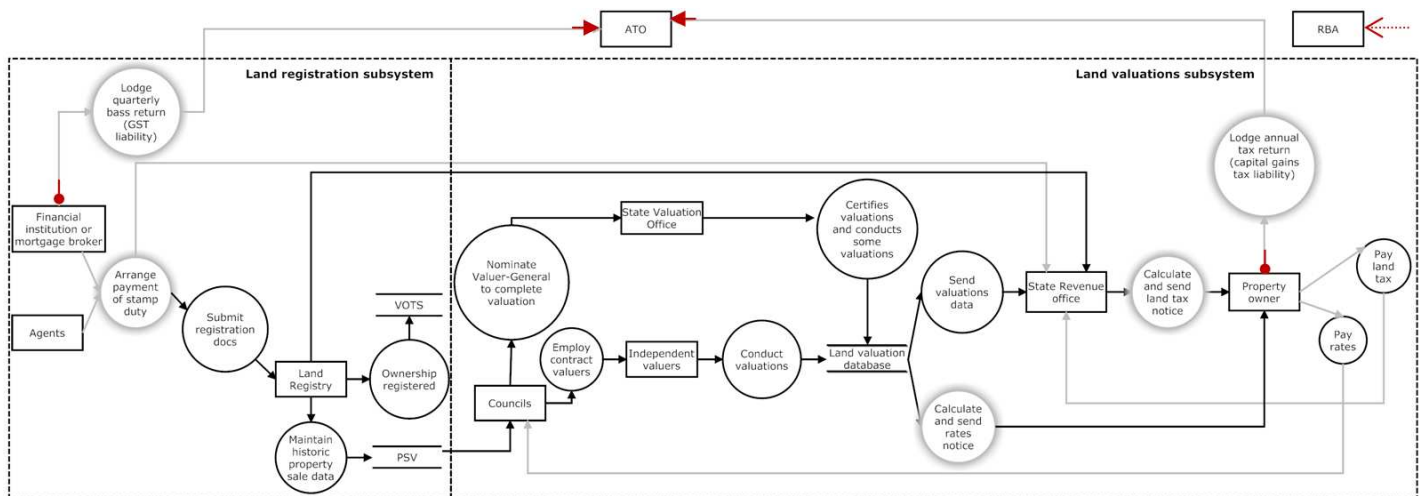 ATO
RBA
Land registration subsystem
Land valuations subsystem
Lodge
quarterly
bass return
(GST
liability)
Lodge annual
tax return
(capital gains
tax liability)
Financial
institution or
mortgage broker
State Valuation
Office
Certifies
valuations
and conducts
some
valuations
Nominate
Valuer-General
to complete
valuation
Pay
land
tax
Arrange
payment
of stamp
duty
Send
valuations
data
State Revenue
office
Calculate
and send
land tax
notice
Property
owner
VOTS
Agents
Submit
registration
docs
Pay
rates
Employ
contract
valuers
Independent
valuers
Conduct
valuations
Land valuation
database
Land
Registry
Ownership
registered
Councils
Calculate
and send
rates
notice
Maintain
historic
property
sale data
PSV